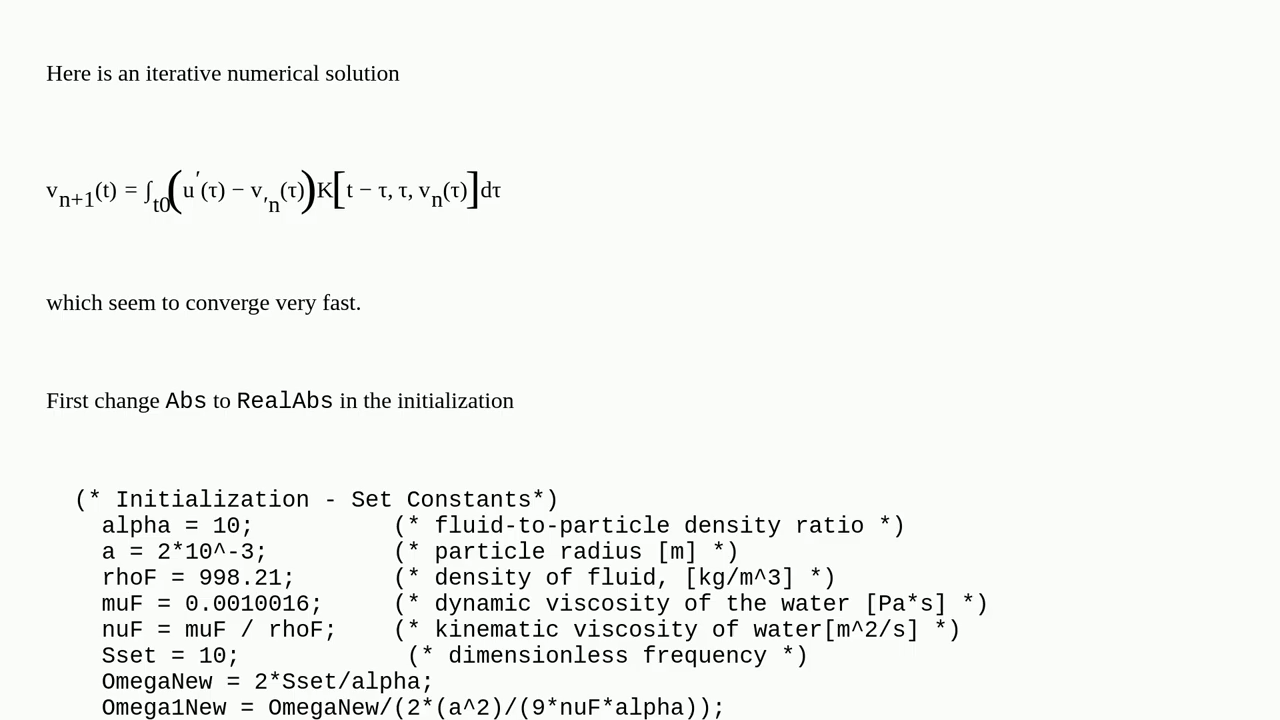 Here is an iterative numerical solution
v n+1(t) = ∫t0(u′(τ) − v′n(τ))K[t − τ, τ, vn(τ)]dτ
which seem to converge very fast.
First change Abs to RealAbs in the initialization
(* Initialization - Set Constants*)
alpha = 10; (* fluid-to-particle density ratio *)
a = 2*10^-3; (* particle radius [m] *)
rhoF = 998.21; (* density of fluid, [kg/m^3] *)
muF = 0.0010016; (* dynamic viscosity of the water [Pa*s] *)
nuF = muF / rhoF; (* kinematic viscosity of water[m^2/s] *)
Sset = 10; (* dimensionless frequency *)
OmegaNew = 2*Sset/alpha;
Omega1New = OmegaNew/(2*(a^2)/(9*nuF*alpha));